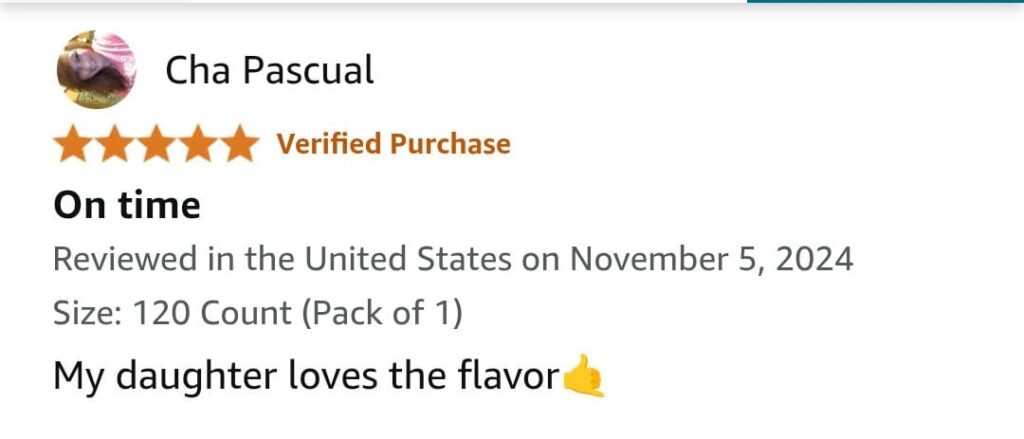 Cha Pascual
Verified Purchase
On time
Reviewed in the United States on November 5, 2024
Size: 120 Count (Pack of 1)
My daughter loves the flavor🤙